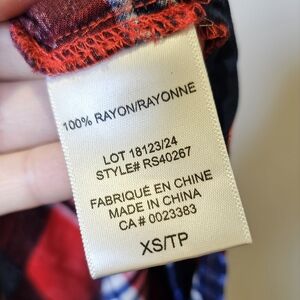 100% RAYON/RAYONNE
LOT 18123/24
STYLE# RS40267
FABRIQUÉ EN CHINE
MADE IN CHINA
CA # 0023383
XS/TP